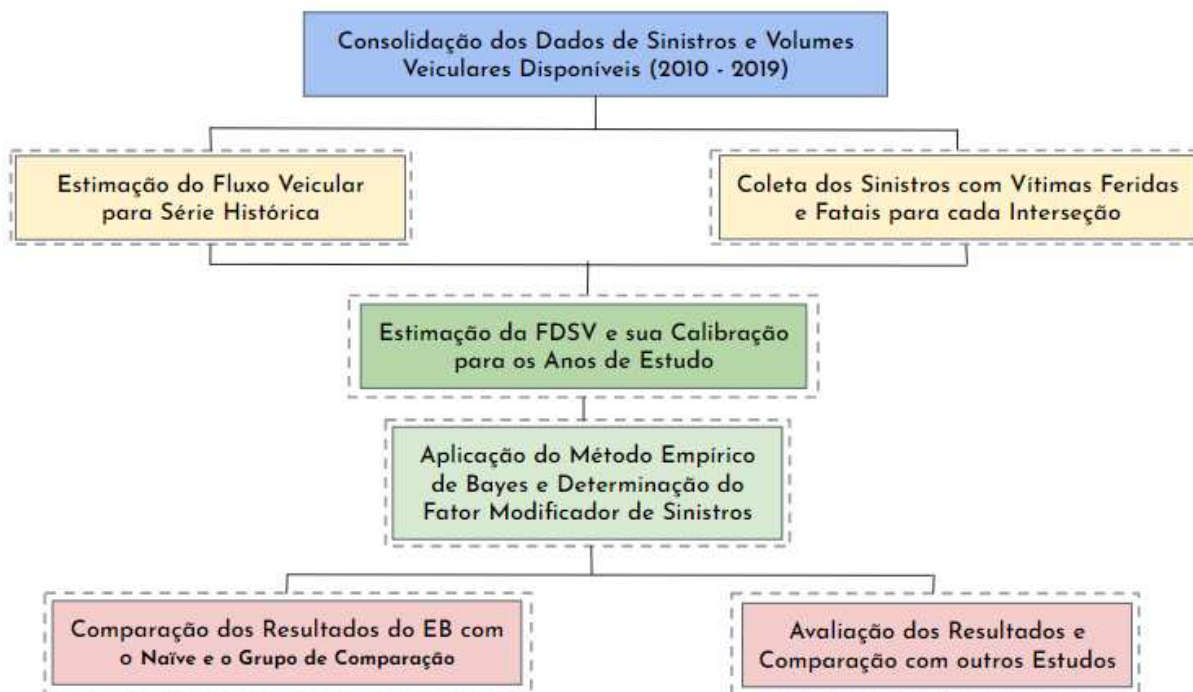 Consolidação dos Dados de Sinistros e Volumes
Veiculares Disponíveis (2010 - 2019)
Estimação do Fluxo Veicular
para Série Histórica
Coleta dos Sinistros com Vítimas Feridas
e Fatais para cada Interseção
Estimação da FDSV e sua Calibração
para os Anos de Estudo
Aplicação do Método Empírico
de Bayes e Determinação do
Fator Modificador de Sinistros
Comparação dos Resultados do EB com
o Naïve e o Grupo de Comparação
Avaliação dos Resultados e
Comparação com outros Estudos